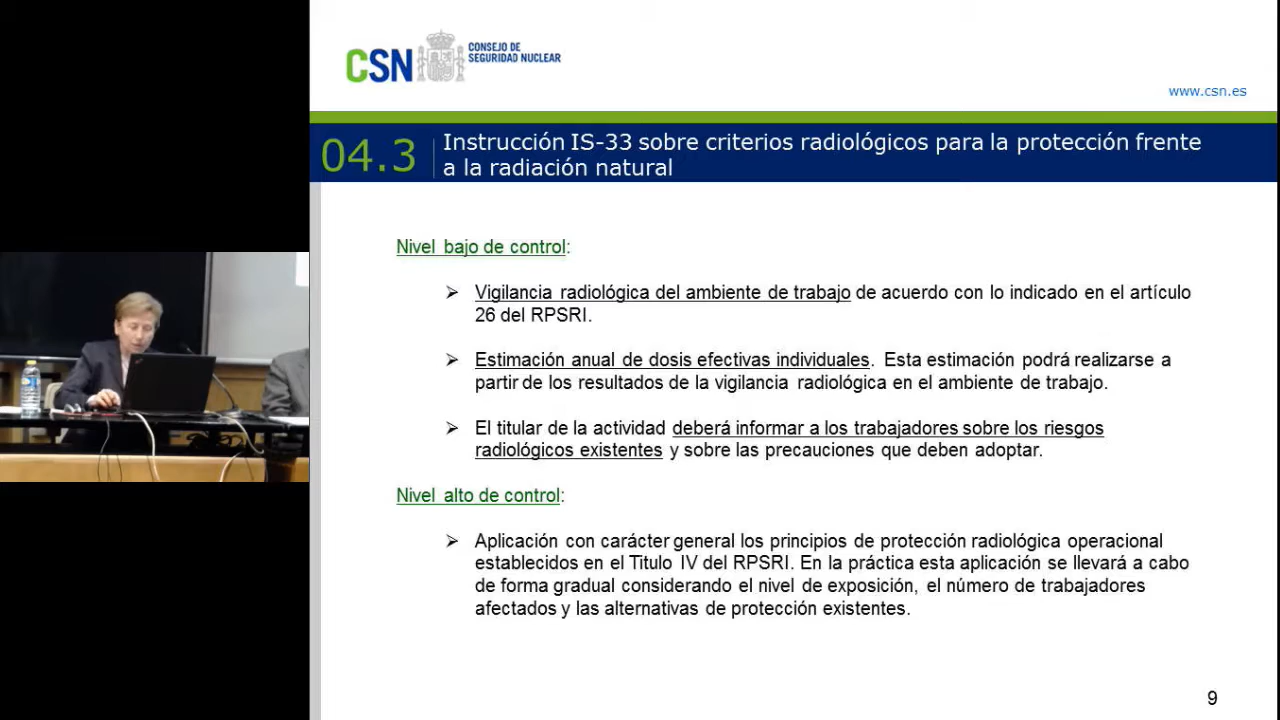 CSN
CONSEJO DE
SEGURIDAD NUCLEAR
www.csn.es
04.3
Instrucción IS-33 sobre criterios radiológicos para la protección frente
a la radiación natural
Nivel bajo de control:
➢ Vigilancia radiológica del ambiente de trabajo de acuerdo con lo indicado en el artículo
26 del RPSRI.
➢ Estimación anual de dosis efectivas individuales. Esta estimación podrá realizarse a
partir de los resultados de la vigilancia radiológica en el ambiente de trabajo.
➢ El titular de la actividad deberá informar a los trabajadores sobre los riesgos
radiológicos existentes y sobre las precauciones que deben adoptar.
Nivel alto de control:
➢ Aplicación con carácter general los principios de protección radiológica operacional
establecidos en el Titulo IV del RPSRI. En la práctica esta aplicación se llevará a cabo
de forma gradual considerando el nivel de exposición, el número de trabajadores
afectados y las alternativas de protección existentes.
9